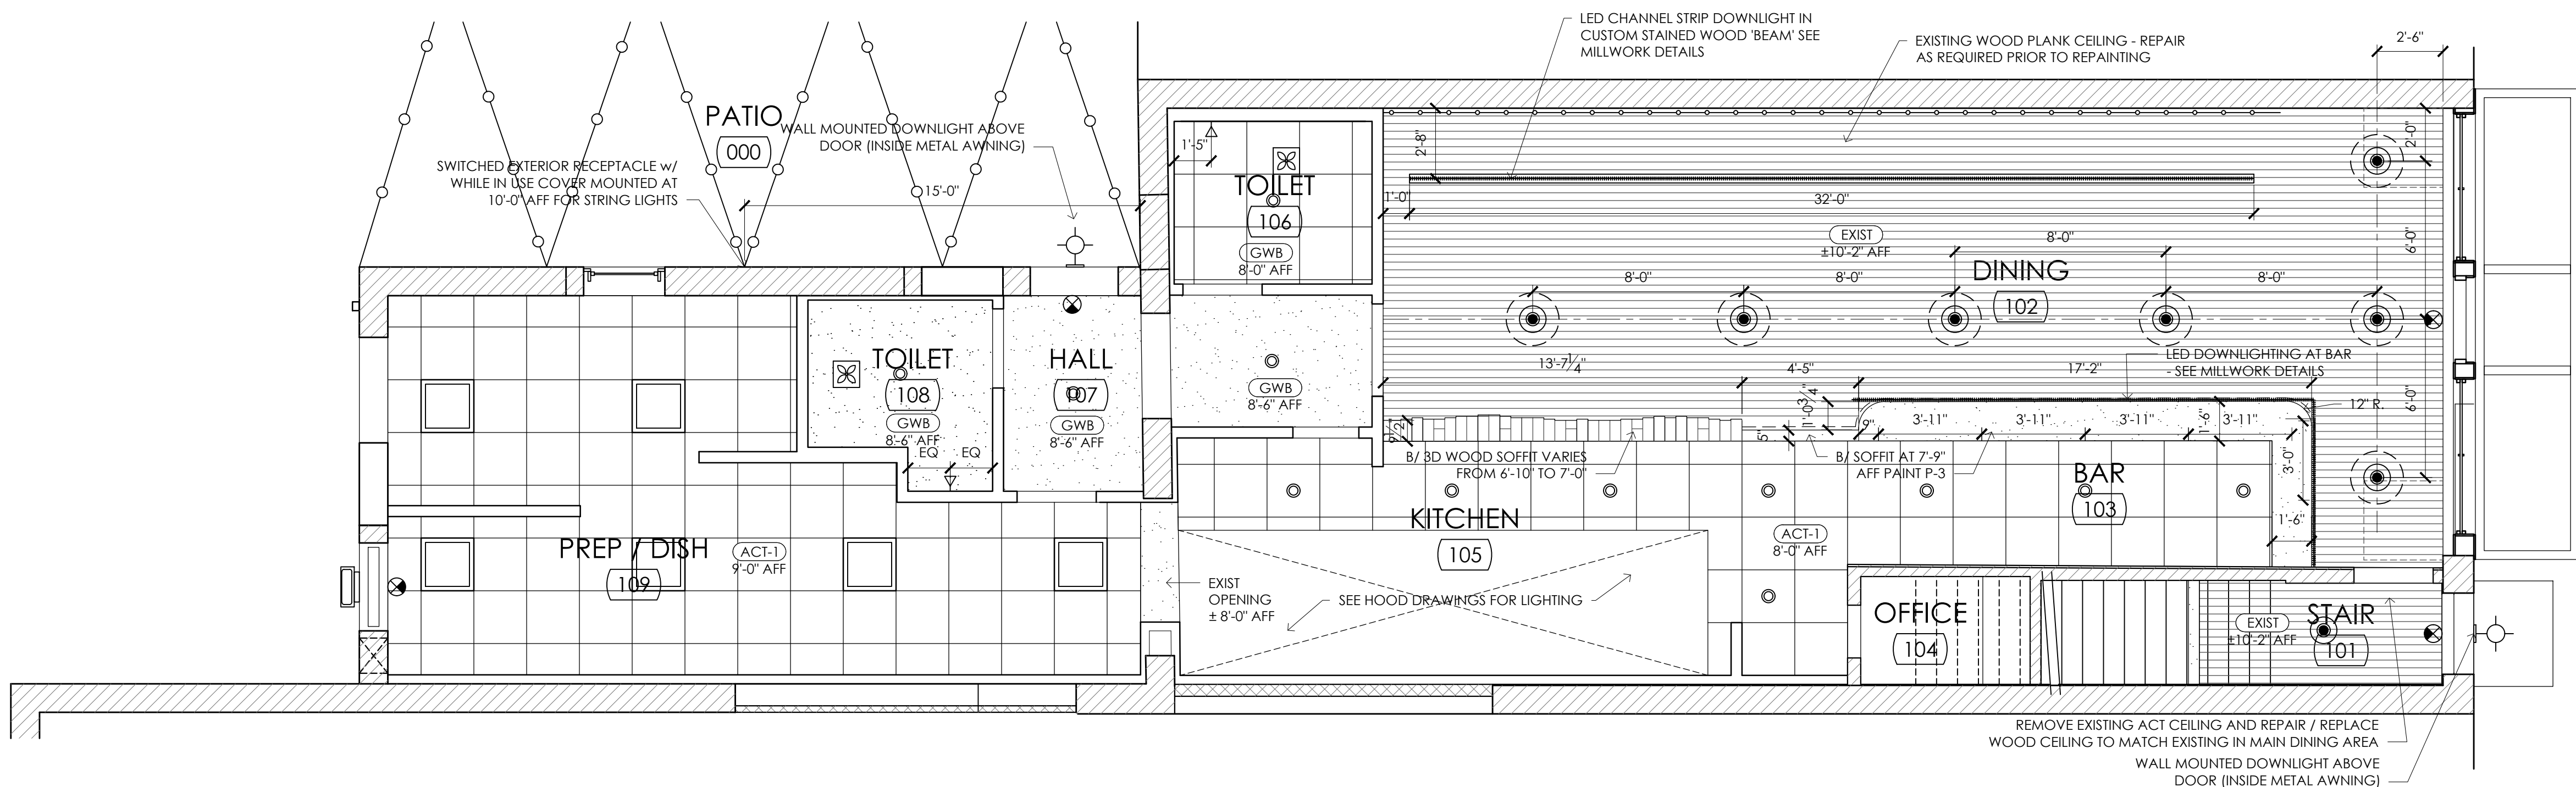 LED CHANNEL STRIP DOWNLIGHT IN
CUSTOM STAINED WOOD 'BEAM' SEE
MILLWORK DETAILS
EXISTING WOOD PLANK CEILING - REPAIR
AS REQUIRED PRIOR TO REPAINTING
2'-6"
PATIO
000
WALL MOUNTED DOWNLIGHT ABOVE
DOOR (INSIDE METAL AWNING)
SWITCHED EXTERIOR RECEPTACLE w/
WHILE IN USE COVER MOUNTED AT
10'-0" AFF FOR STRING LIGHTS
15'-0"
1'-5"
TOILET
106
GWB
8'-0" AFF
2'-8"
1'-0"
32'-0"
2'-0"
6'-0"
EXIST
±10'-2" AFF
8'-0"
DINING
102
8'-0"
8'-0"
8'-0"
TOILET
108
GWB
8'-6" AFF
EQ
EQ
HALL
107
GWB
8'-6" AFF
GWB
8'-6" AFF
13'-7 1/4"
4'-5"
17'-2"
LED DOWNLIGHTING AT BAR
- SEE MILLWORK DETAILS
12" R.
6'-0"
1'-0 3/4"
9"
3'-11"
3'-11"
3'-11"
3'-11"
1'-6"
5"
3'-0"
1'-6"
B/ 3D WOOD SOFFIT VARIES
FROM 6'-10" TO 7'-0"
B/ SOFFIT AT 7'-9"
AFF PAINT P-3
BAR
103
KITCHEN
105
ACT-1
8'-0" AFF
PREP / DISH
109
ACT-1
9'-0" AFF
EXIST
OPENING
± 8'-0" AFF
SEE HOOD DRAWINGS FOR LIGHTING
OFFICE
104
EXIST
±10'-2" AFF
STAIR
101
REMOVE EXISTING ACT CEILING AND REPAIR / REPLACE
WOOD CEILING TO MATCH EXISTING IN MAIN DINING AREA
WALL MOUNTED DOWNLIGHT ABOVE
DOOR (INSIDE METAL AWNING)